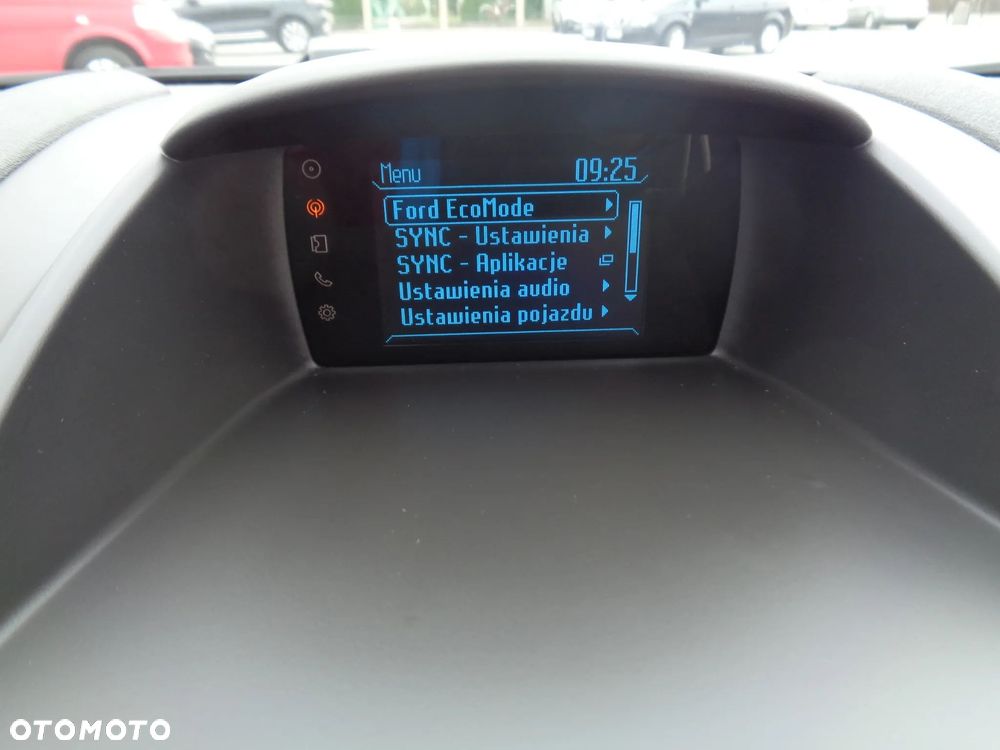 Menu 09:25
Ford EcoMode
SYNC - Ustawienia
SYNC - Aplikacje
Ustawienia audio
Ustawienia pojazdu
OTOMOTO